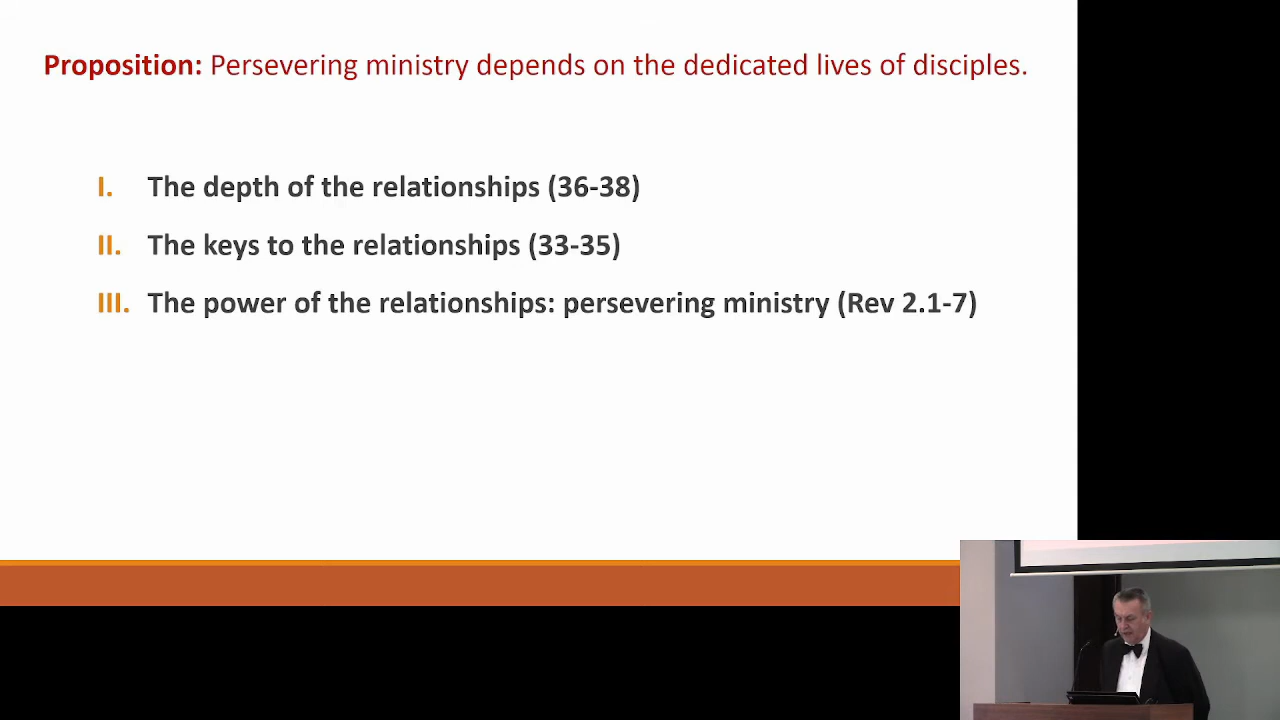 Proposition: Persevering ministry depends on the dedicated lives of disciples.
I. The depth of the relationships (36-38)
II. The keys to the relationships (33-35)
III. The power of the relationships: persevering ministry (Rev 2.1-7)